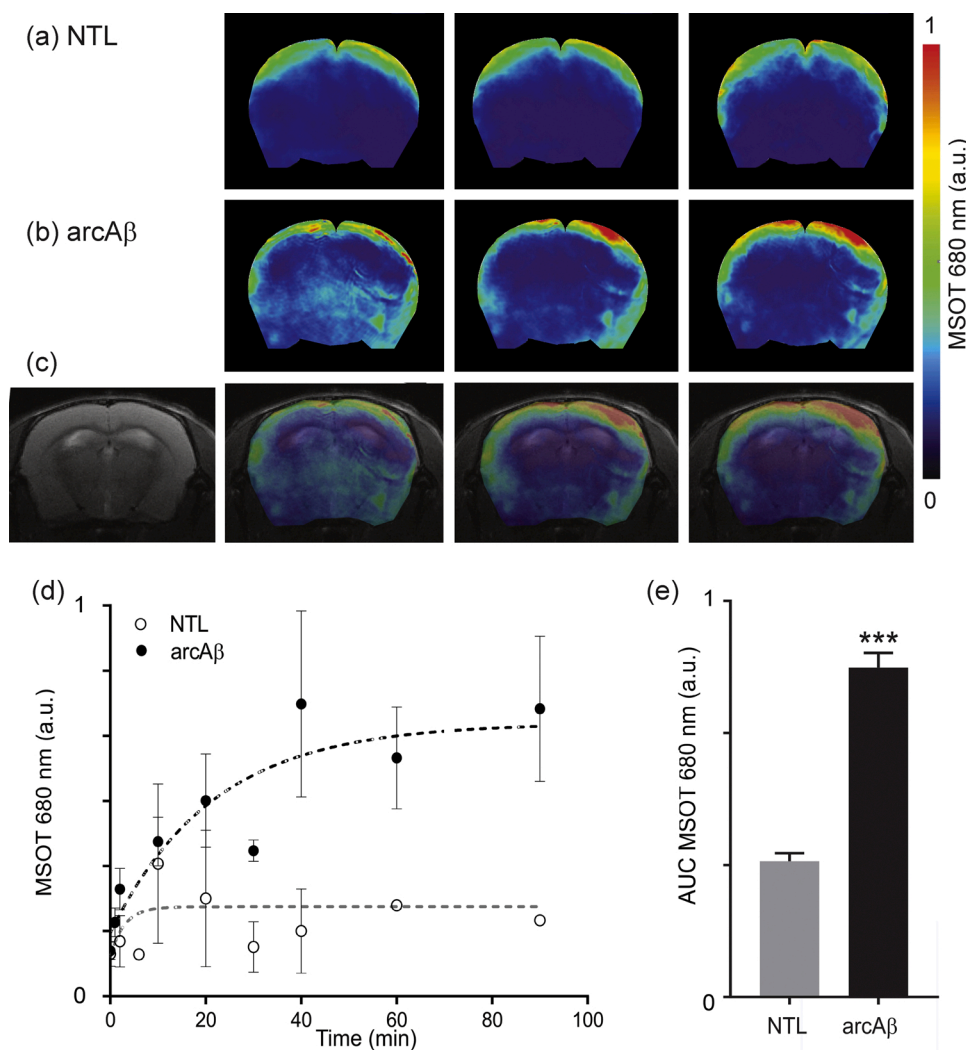 (a) NTL
1
(b) arcAβ
MSOT 680 nm (a.u.)
(c)
0
(d)
1
NTL
arcAβ
MSOT 680 nm (a.u.)
0
0 20 40 60 80 100
Time (min)
(e)
1
***
AUC MSOT 680 nm (a.u.)
0
NTL arcAβ